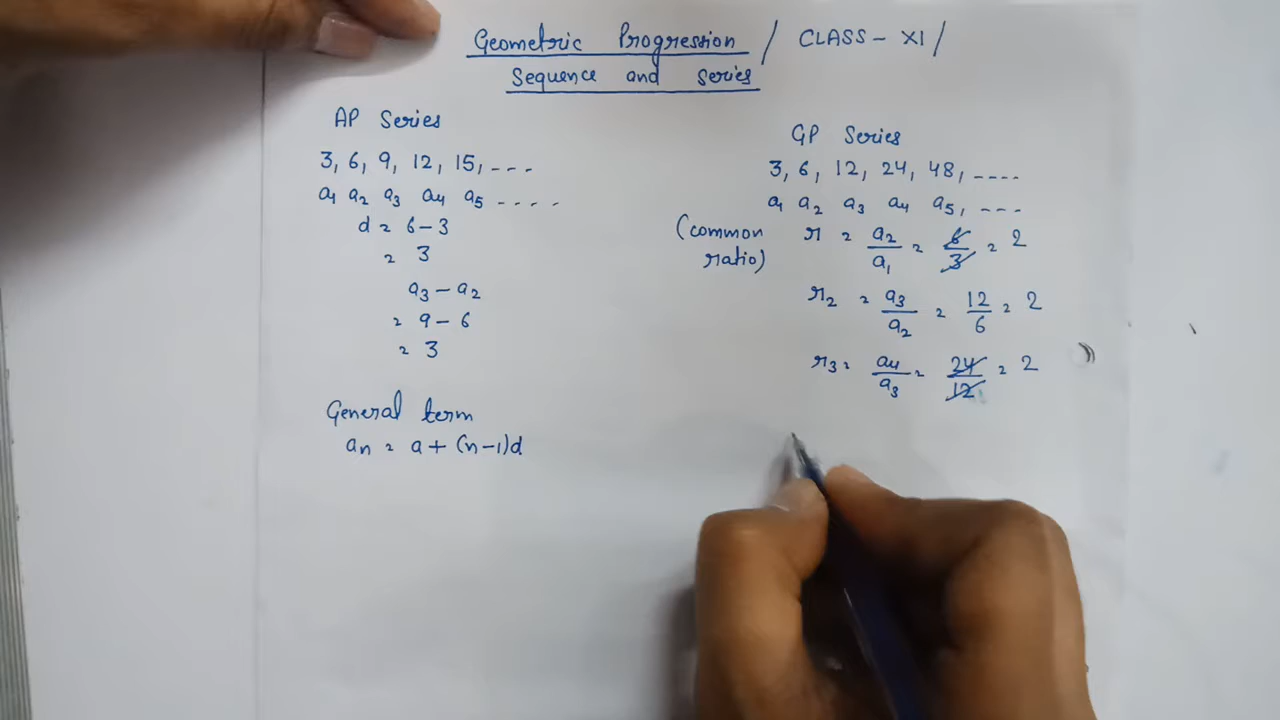 Geometric Progression / CLASS - XI /
Sequence and Series
AP Series
3, 6, 9, 12, 15, ---
a1 a2 a3 a4 a5 ----
d = 6 - 3
= 3
a3 - a2
= 9 - 6
= 3
General term
an = a + (n-1)d
GP Series
3, 6, 12, 24, 48, ----
a1 a2 a3 a4 a5, ---
(common ratio) r = a2/a1 = 6/3 = 2
r2 = a3/a2 = 12/6 = 2
r3 = a4/a3 = 24/12 = 2